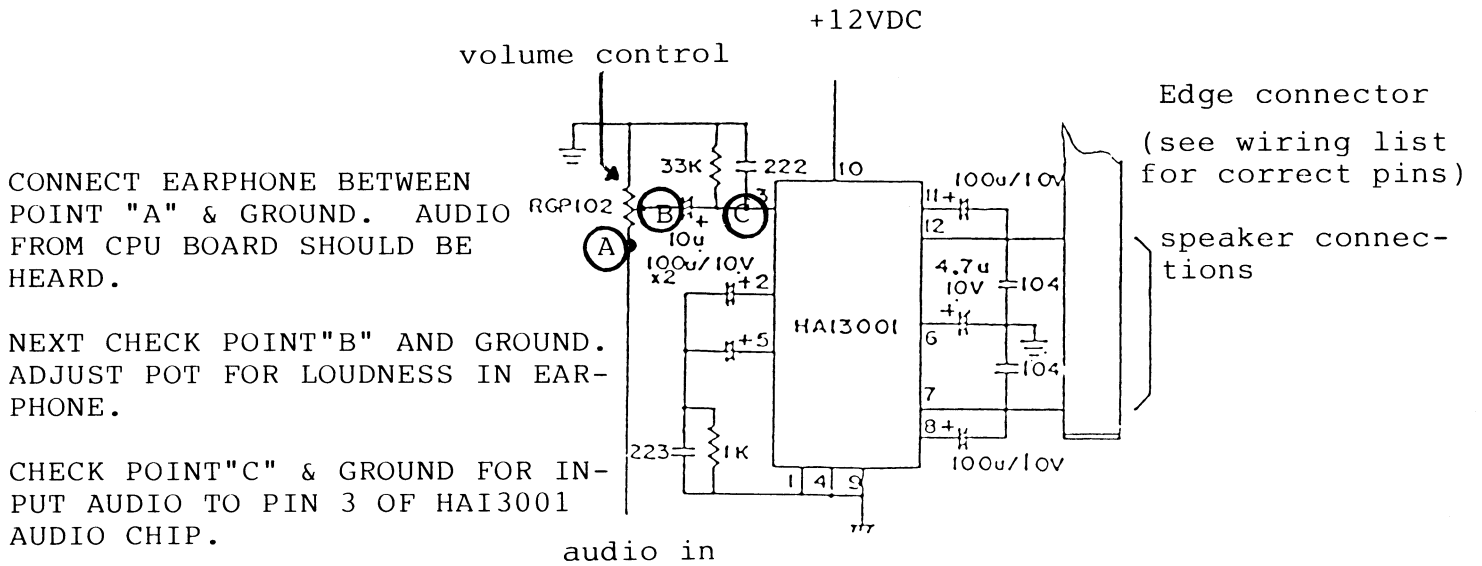 +12VDC
volume control
Edge connector
(see wiring list
for correct pins)
speaker connec-
tions
CONNECT EARPHONE BETWEEN
POINT "A" & GROUND. AUDIO
FROM CPU BOARD SHOULD BE
HEARD.
NEXT CHECK POINT"B" AND GROUND.
ADJUST POT FOR LOUDNESS IN EAR-
PHONE.
CHECK POINT"C" & GROUND FOR IN-
PUT AUDIO TO PIN 3 OF HA13001
AUDIO CHIP.
33K
222
RGP102
B
+
10u
C
3
A
100u/10V
x2
+2
+5
223
1K
10
HA13001
1 4 9
11+
100u/10V
12
4.7u
10V
104
+
6
104
7
8+
100u/10V
audio in